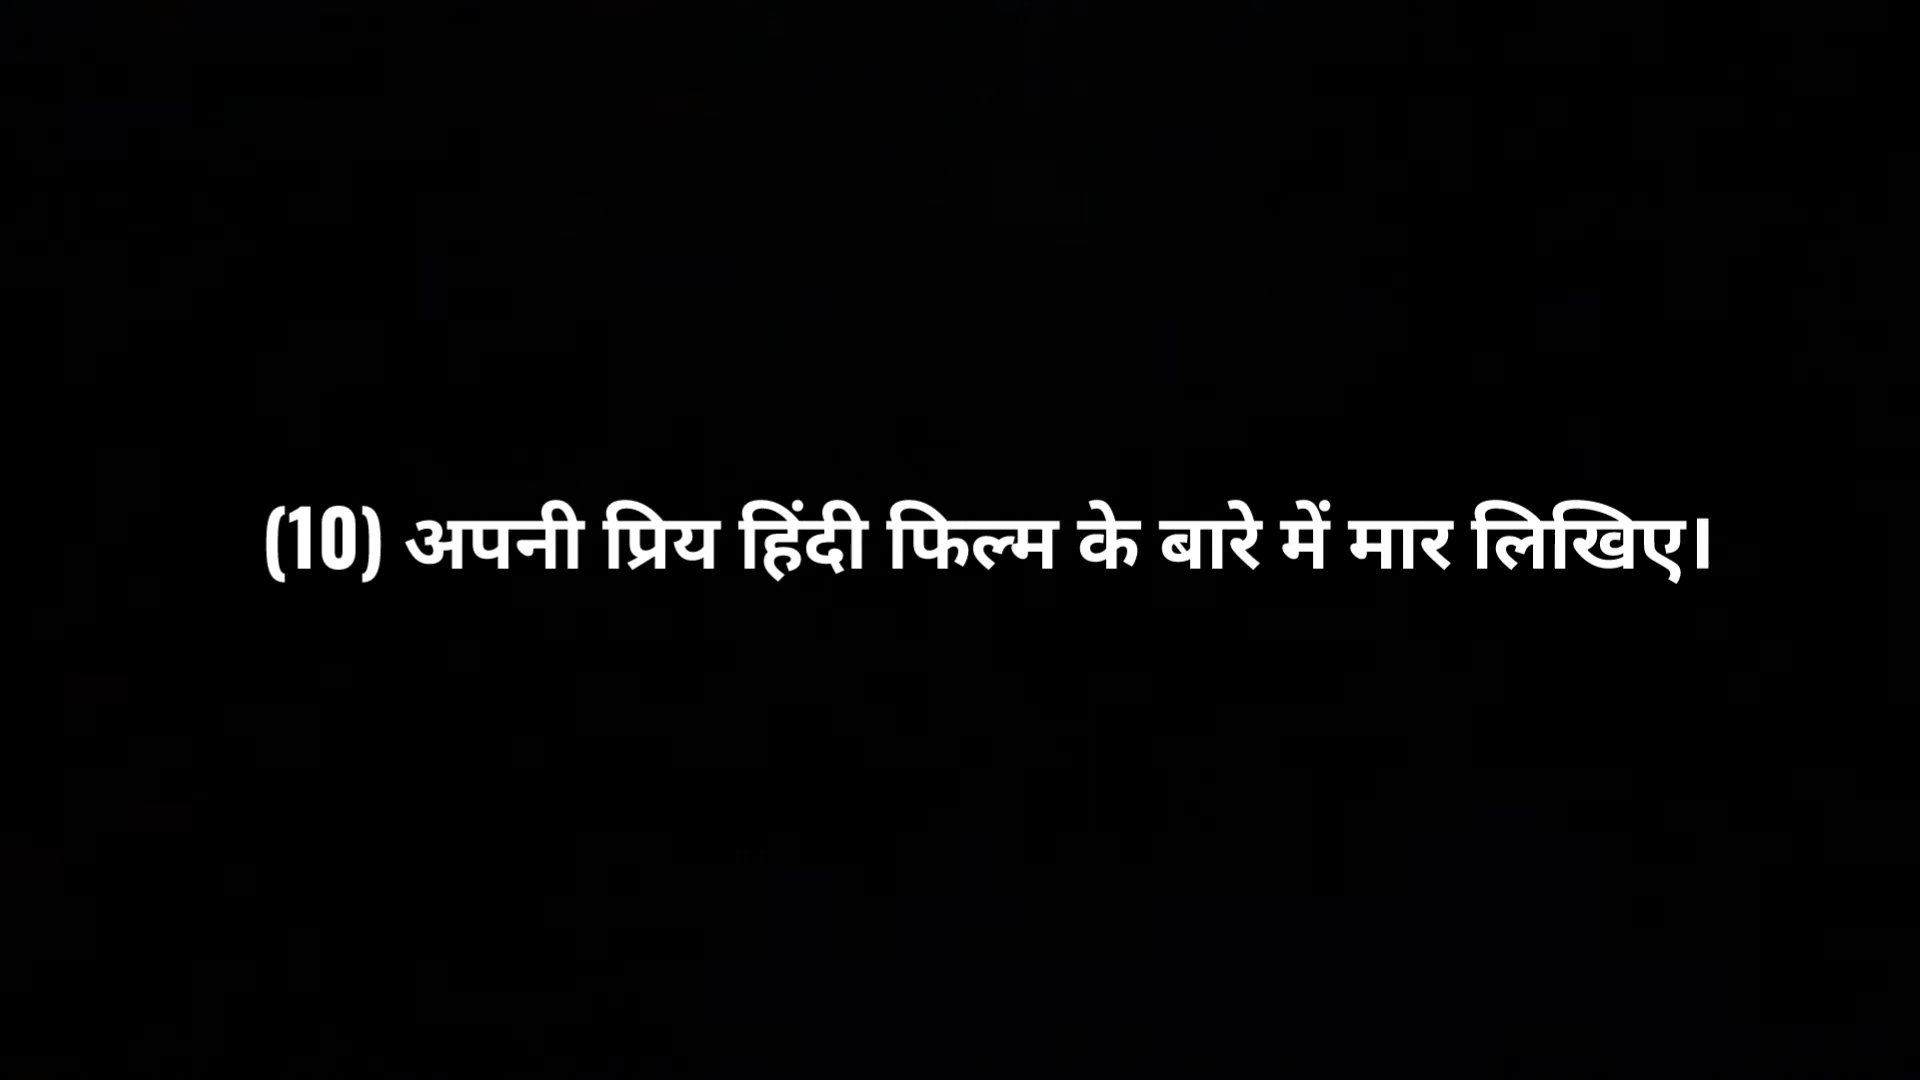 (10) अपनी प्रिय हिंदी फिल्म के बारे में मार लिखिए।